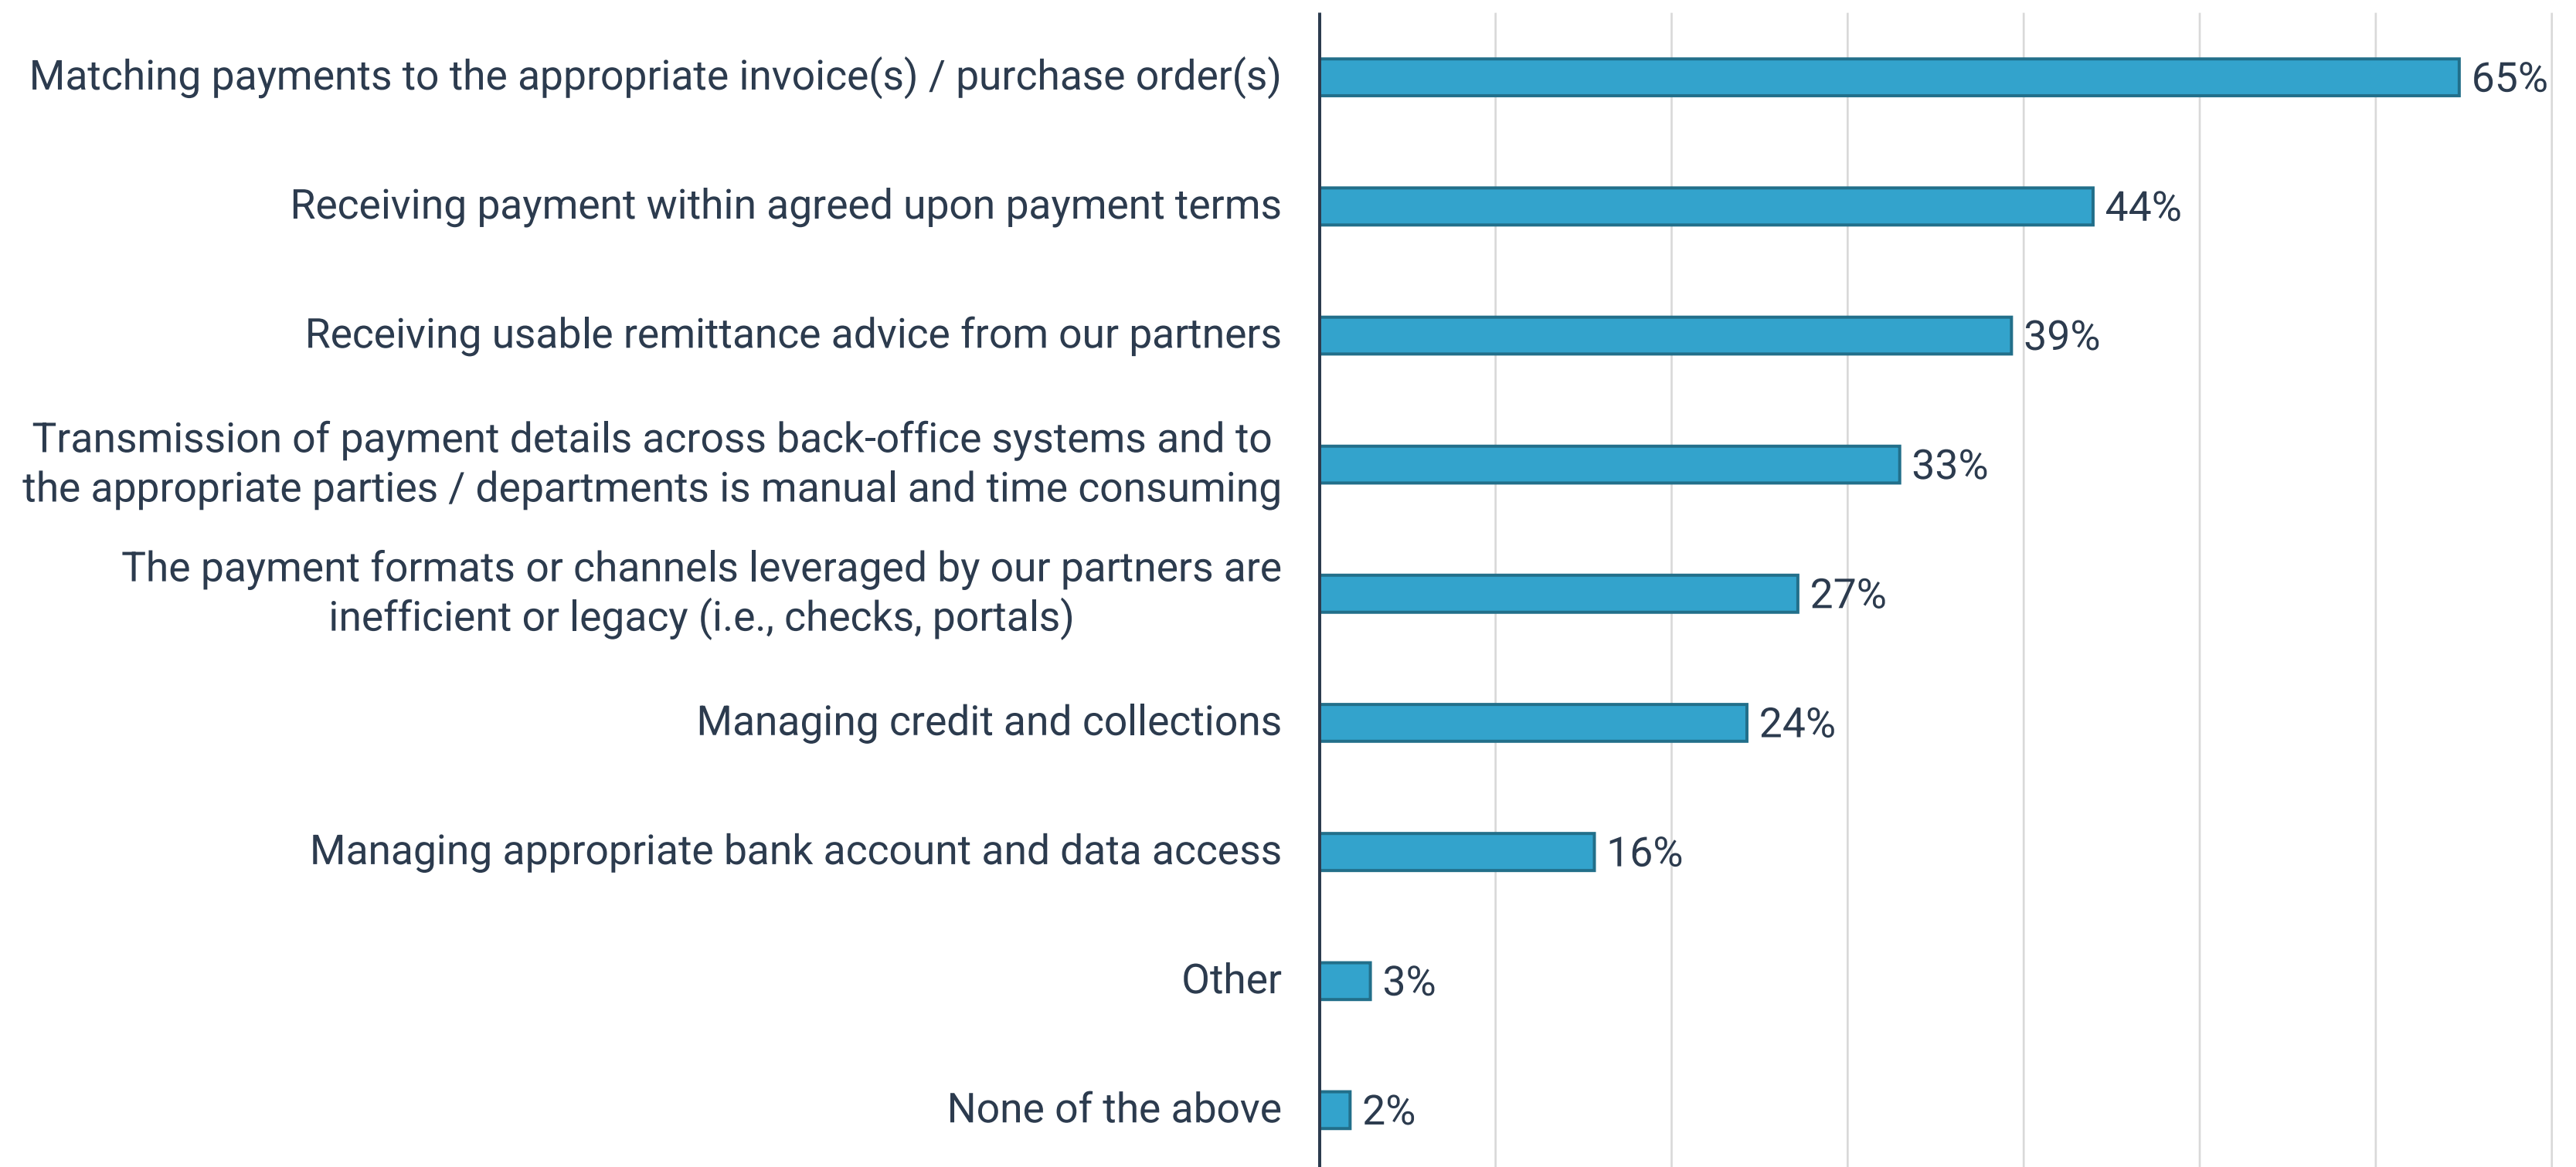 Matching payments to the appropriate invoice(s) / purchase order(s)
65%
Receiving payment within agreed upon payment terms
44%
Receiving usable remittance advice from our partners
39%
Transmission of payment details across back-office systems and to
the appropriate parties / departments is manual and time consuming
33%
The payment formats or channels leveraged by our partners are
inefficient or legacy (i.e., checks, portals)
27%
Managing credit and collections
24%
Managing appropriate bank account and data access
16%
Other
3%
None of the above
2%